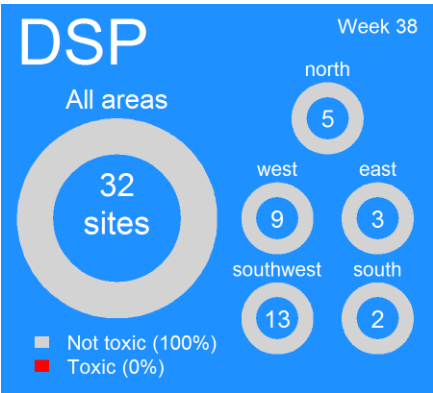 DSP
Week 38
All areas
32
sites
north
5
west
9
east
3
southwest
13
south
2
Not toxic (100%)
Toxic (0%)